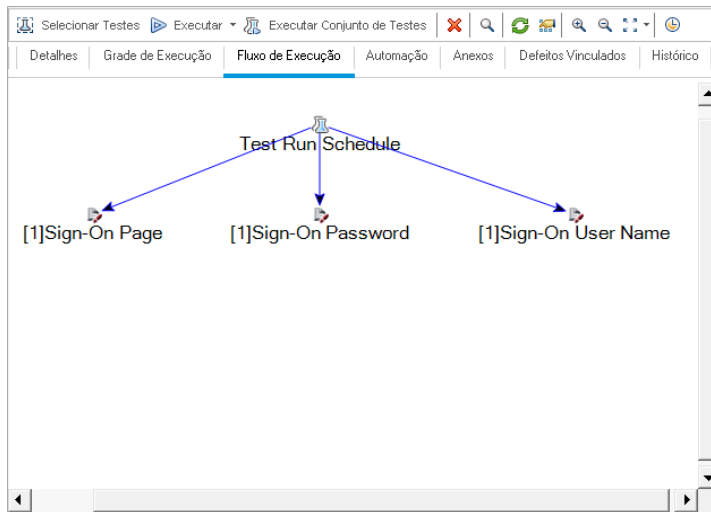 Selecionar Testes Executar Executar Conjunto de Testes
Detalhes Grade de Execução Fluxo de Execução Automação Anexos Defeitos Vinculados Histórico
Test Run Schedule
[1]Sign-On Page [1]Sign-On Password [1]Sign-On User Name